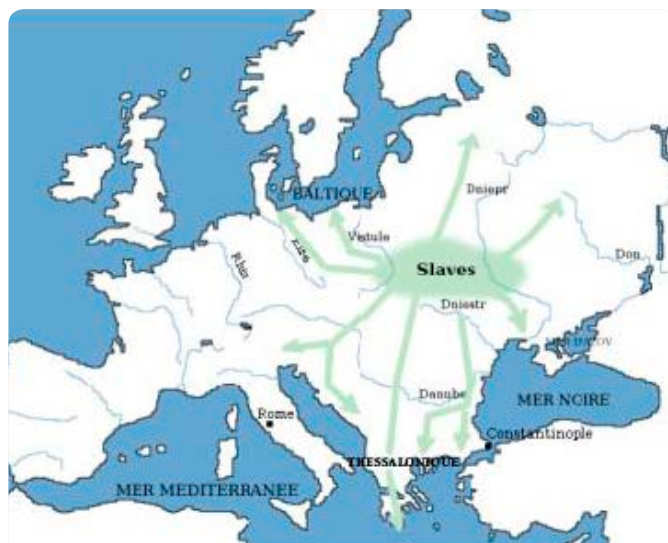 BALTIQUE
Dniepr
Vistule
Elbe
Rhin
Slaves
Don
Dniestr
Danube
MER NOIRE
Rome
Constantinople
THESSALONIQUE
MER MEDITERRANEE